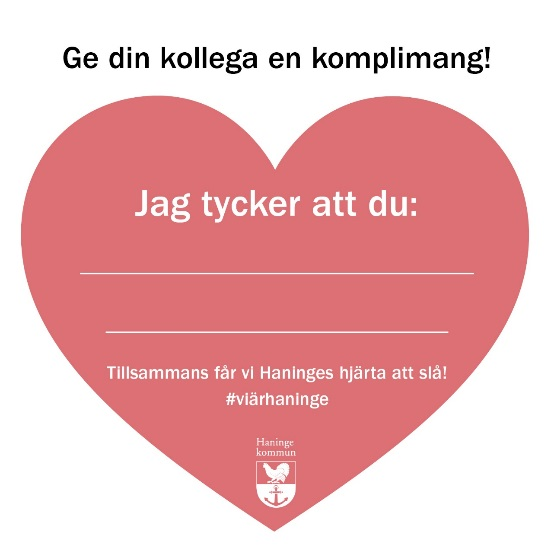 Ge din kollega en komplimang!
Jag tycker att du:
Tillsammans får vi Haninges hjärta att slå!
#viärhaninge
Haninge
kommun